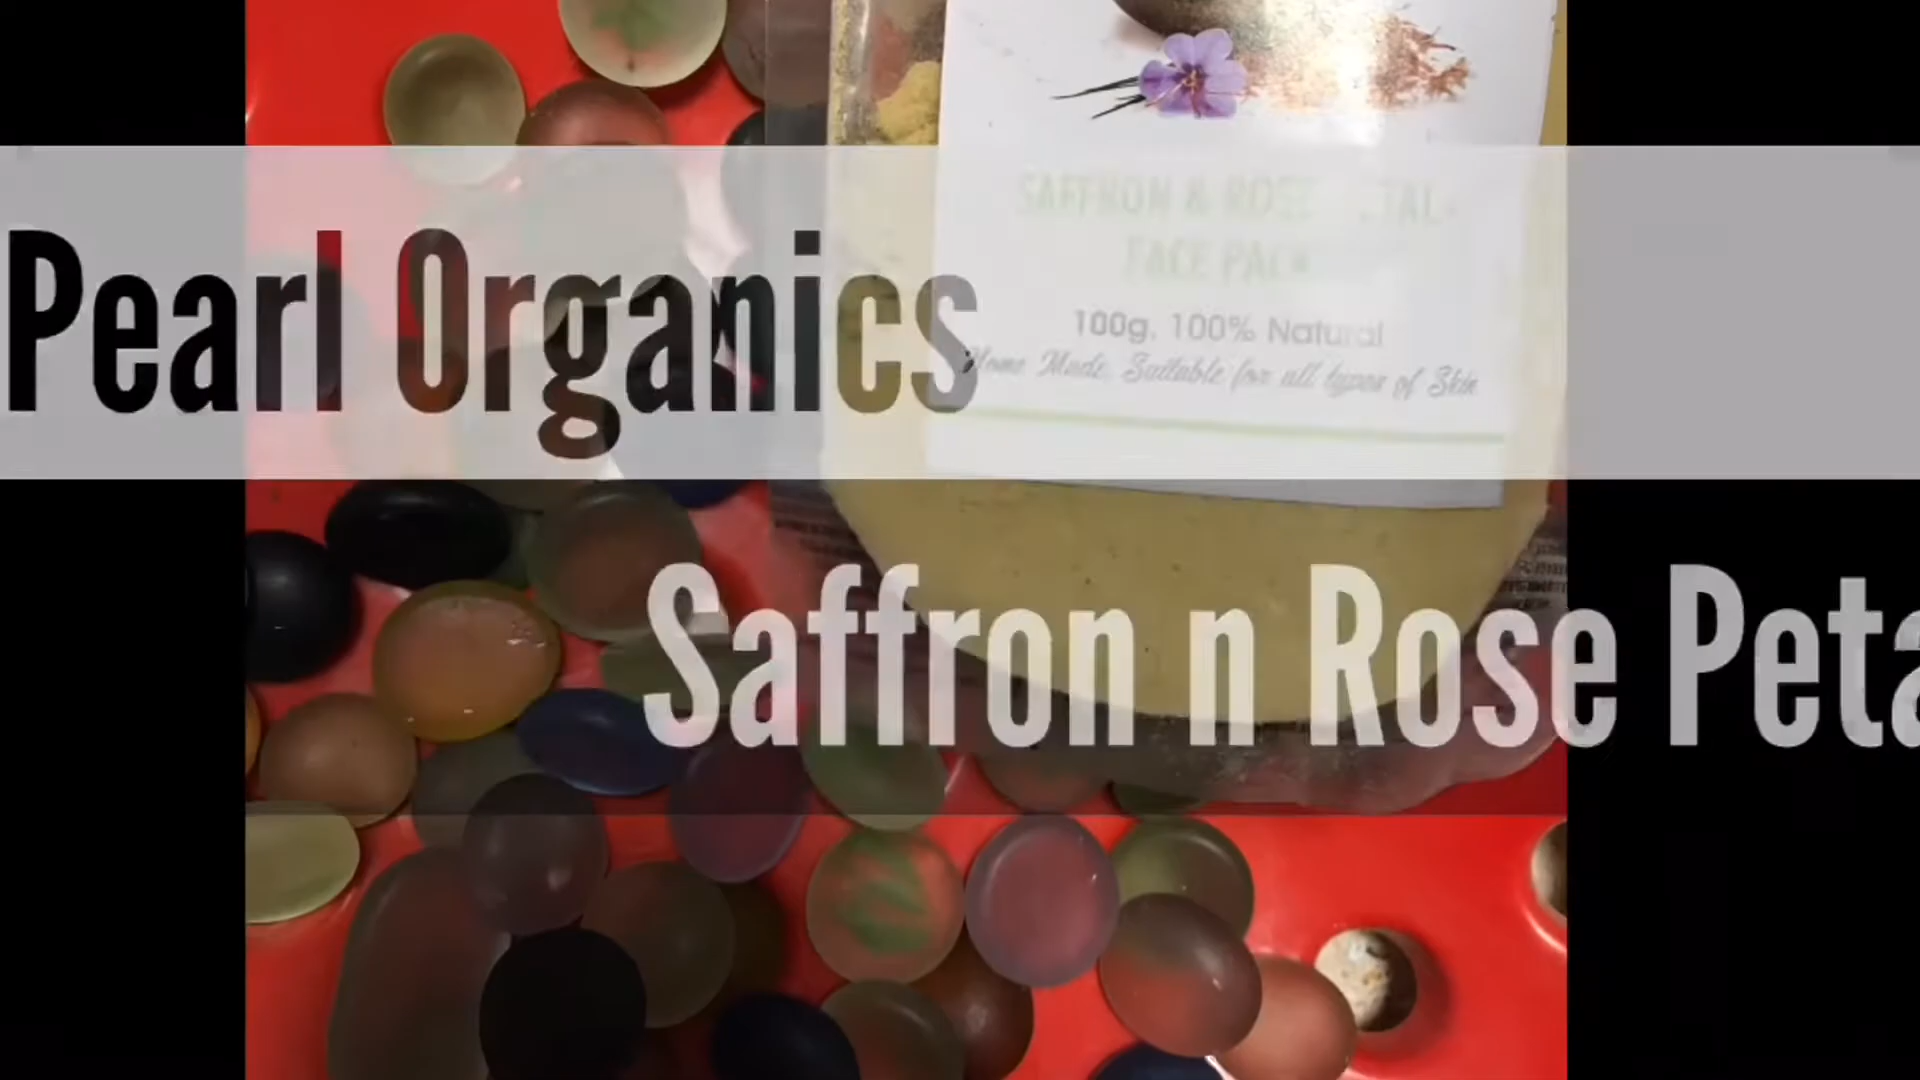 SAFFRON & ROSE
FACE PACK
100g. 100% Natural
Home Made. Suitable for all types of Skin
Pearl Organics
Saffron n Rose Peta